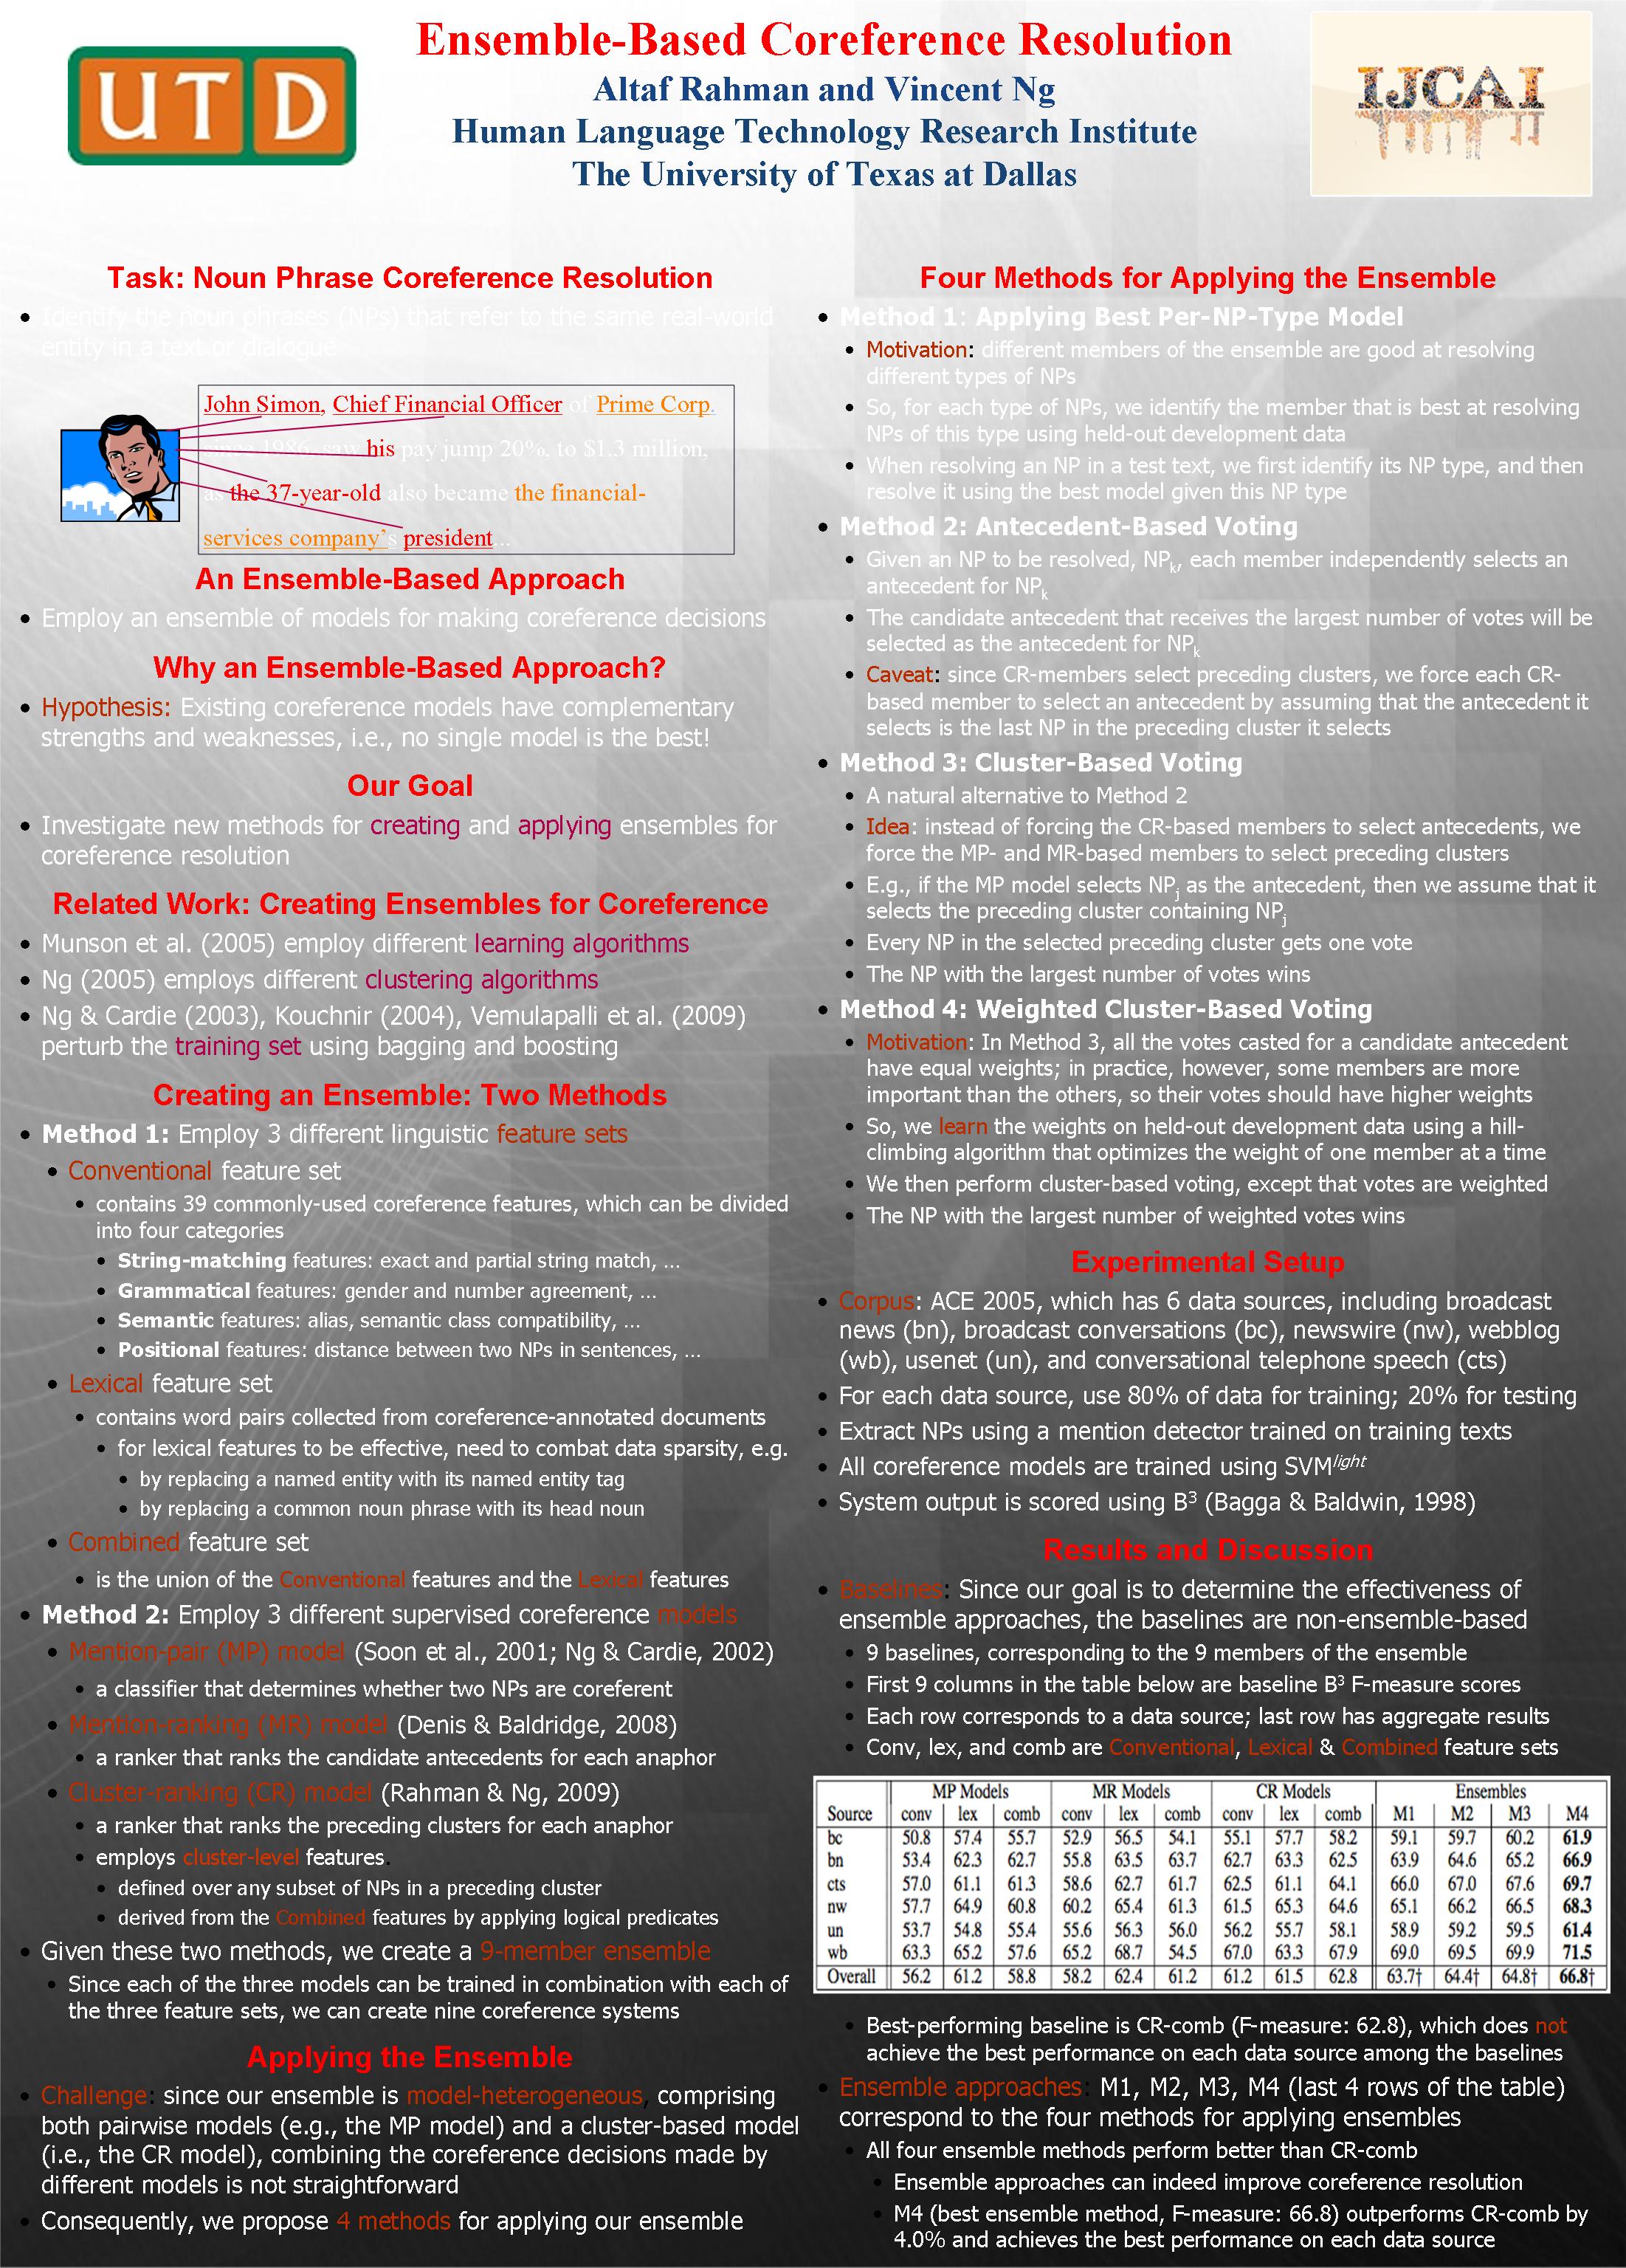 UTD
Ensemble-Based Coreference Resolution
Altaf Rahman and Vincent Ng
Human Language Technology Research Institute
The University of Texas at Dallas
IJCAI
Task: Noun Phrase Coreference Resolution
• Identify the noun phrases (NPs) that refer to the same real-world
entity in a text or dialogue
John Simon, Chief Financial Officer of Prime Corp.
since 1986, saw his pay jump 20%, to $1.3 million,
as the 37-year-old also became the financial-
services company's president…
An Ensemble-Based Approach
• Employ an ensemble of models for making coreference decisions
Why an Ensemble-Based Approach?
• Hypothesis: Existing coreference models have complementary
strengths and weaknesses, i.e., no single model is the best!
Our Goal
• Investigate new methods for creating and applying ensembles for
coreference resolution
Related Work: Creating Ensembles for Coreference
• Munson et al. (2005) employ different learning algorithms
• Ng (2005) employs different clustering algorithms
• Ng & Cardie (2003), Kouchnir (2004), Vemulapalli et al. (2009)
perturb the training set using bagging and boosting
Creating an Ensemble: Two Methods
• Method 1: Employ 3 different linguistic feature sets
• Conventional feature set
• contains 39 commonly-used coreference features, which can be divided
into four categories
• String-matching features: exact and partial string match, …
• Grammatical features: gender and number agreement, …
• Semantic features: alias, semantic class compatibility, …
• Positional features: distance between two NPs in sentences, …
• Lexical feature set
• contains word pairs collected from coreference-annotated documents
• for lexical features to be effective, need to combat data sparsity, e.g.
• by replacing a named entity with its named entity tag
• by replacing a common noun phrase with its head noun
• Combined feature set
• is the union of the Conventional features and the Lexical features
• Method 2: Employ 3 different supervised coreference models
• Mention-pair (MP) model (Soon et al., 2001; Ng & Cardie, 2002)
• a classifier that determines whether two NPs are coreferent
• Mention-ranking (MR) model (Denis & Baldridge, 2008)
• a ranker that ranks the candidate antecedents for each anaphor
• Cluster-ranking (CR) model (Rahman & Ng, 2009)
• a ranker that ranks the preceding clusters for each anaphor
• employs cluster-level features.
• defined over any subset of NPs in a preceding cluster
• derived from the Combined features by applying logical predicates
• Given these two methods, we create a 9-member ensemble
• Since each of the three models can be trained in combination with each of
the three feature sets, we can create nine coreference systems
Applying the Ensemble
• Challenge: since our ensemble is model-heterogeneous, comprising
both pairwise models (e.g., the MP model) and a cluster-based model
(i.e., the CR model), combining the coreference decisions made by
different models is not straightforward
• Consequently, we propose 4 methods for applying our ensemble
Four Methods for Applying the Ensemble
• Method 1: Applying Best Per-NP-Type Model
• Motivation: different members of the ensemble are good at resolving
different types of NPs
• So, for each type of NPs, we identify the member that is best at resolving
NPs of this type using held-out development data
• When resolving an NP in a test text, we first identify its NP type, and then
resolve it using the best model given this NP type
• Method 2: Antecedent-Based Voting
• Given an NP to be resolved, NPk, each member independently selects an
antecedent for NPk
• The candidate antecedent that receives the largest number of votes will be
selected as the antecedent for NPk
• Caveat: since CR-members select preceding clusters, we force each CR-
based member to select an antecedent by assuming that the antecedent it
selects is the last NP in the preceding cluster it selects
• Method 3: Cluster-Based Voting
• A natural alternative to Method 2
• Idea: instead of forcing the CR-based members to select antecedents, we
force the MP- and MR-based members to select preceding clusters
• E.g., if the MP model selects NPj as the antecedent, then we assume that it
selects the preceding cluster containing NPj
• Every NP in the selected preceding cluster gets one vote
• The NP with the largest number of votes wins
• Method 4: Weighted Cluster-Based Voting
• Motivation: In Method 3, all the votes casted for a candidate antecedent
have equal weights; in practice, however, some members are more
important than the others, so their votes should have higher weights
• So, we learn the weights on held-out development data using a hill-
climbing algorithm that optimizes the weight of one member at a time
• We then perform cluster-based voting, except that votes are weighted
• The NP with the largest number of weighted votes wins
Experimental Setup
• Corpus: ACE 2005, which has 6 data sources, including broadcast
news (bn), broadcast conversations (bc), newswire (nw), webblog
(wb), usenet (un), and conversational telephone speech (cts)
• For each data source, use 80% of data for training; 20% for testing
• Extract NPs using a mention detector trained on training texts
• All coreference models are trained using SVMlight
• System output is scored using B3 (Bagga & Baldwin, 1998)
Results and Discussion
• Baselines: Since our goal is to determine the effectiveness of
ensemble approaches, the baselines are non-ensemble-based
• 9 baselines, corresponding to the 9 members of the ensemble
• First 9 columns in the table below are baseline B3 F-measure scores
• Each row corresponds to a data source; last row has aggregate results
• Conv, lex, and comb are Conventional, Lexical & Combined feature sets
MP Models MR Models CR Models Ensembles
Source conv lex comb conv lex comb conv lex comb M1 M2 M3 M4
bc 50.8 57.4 55.7 52.9 56.5 54.1 55.1 57.7 58.2 59.1 59.7 60.2 61.9
bn 53.4 62.3 62.7 55.8 63.5 63.7 62.7 63.3 62.5 63.9 64.6 65.2 66.9
cts 57.0 61.1 61.3 58.6 62.7 61.7 62.5 61.1 64.1 66.0 67.0 67.6 69.7
nw 57.7 64.9 60.8 60.2 65.4 61.3 61.5 65.3 64.6 65.1 66.2 66.5 68.3
un 53.7 54.8 55.4 55.6 56.3 56.0 56.2 55.7 58.1 58.9 59.2 59.5 61.4
wb 63.3 65.2 57.6 65.2 68.7 54.5 67.0 63.3 67.9 69.0 69.5 69.9 71.5
Overall 56.2 61.2 58.8 58.2 62.4 61.2 61.2 61.5 62.8 63.7† 64.4† 64.8† 66.8†
• Best-performing baseline is CR-comb (F-measure: 62.8), which does not
achieve the best performance on each data source among the baselines
• Ensemble approaches: M1, M2, M3, M4 (last 4 rows of the table)
correspond to the four methods for applying ensembles
• All four ensemble methods perform better than CR-comb
• Ensemble approaches can indeed improve coreference resolution
• M4 (best ensemble method, F-measure: 66.8) outperforms CR-comb by
4.0% and achieves the best performance on each data source